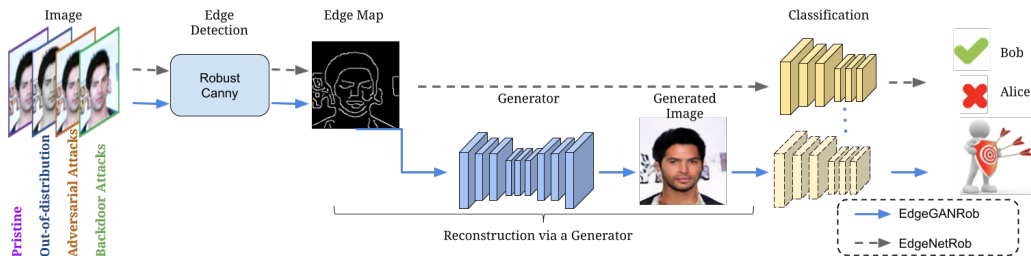 Image
Edge
Detection
Edge Map
Classification
Robust
Canny
Generator
Generated
Image
Bob
Alice
Pristine
Out-of-distribution
Adversarial Attacks
Backdoor Attacks
Reconstruction via a Generator
EdgeGANRob
EdgeNetRob